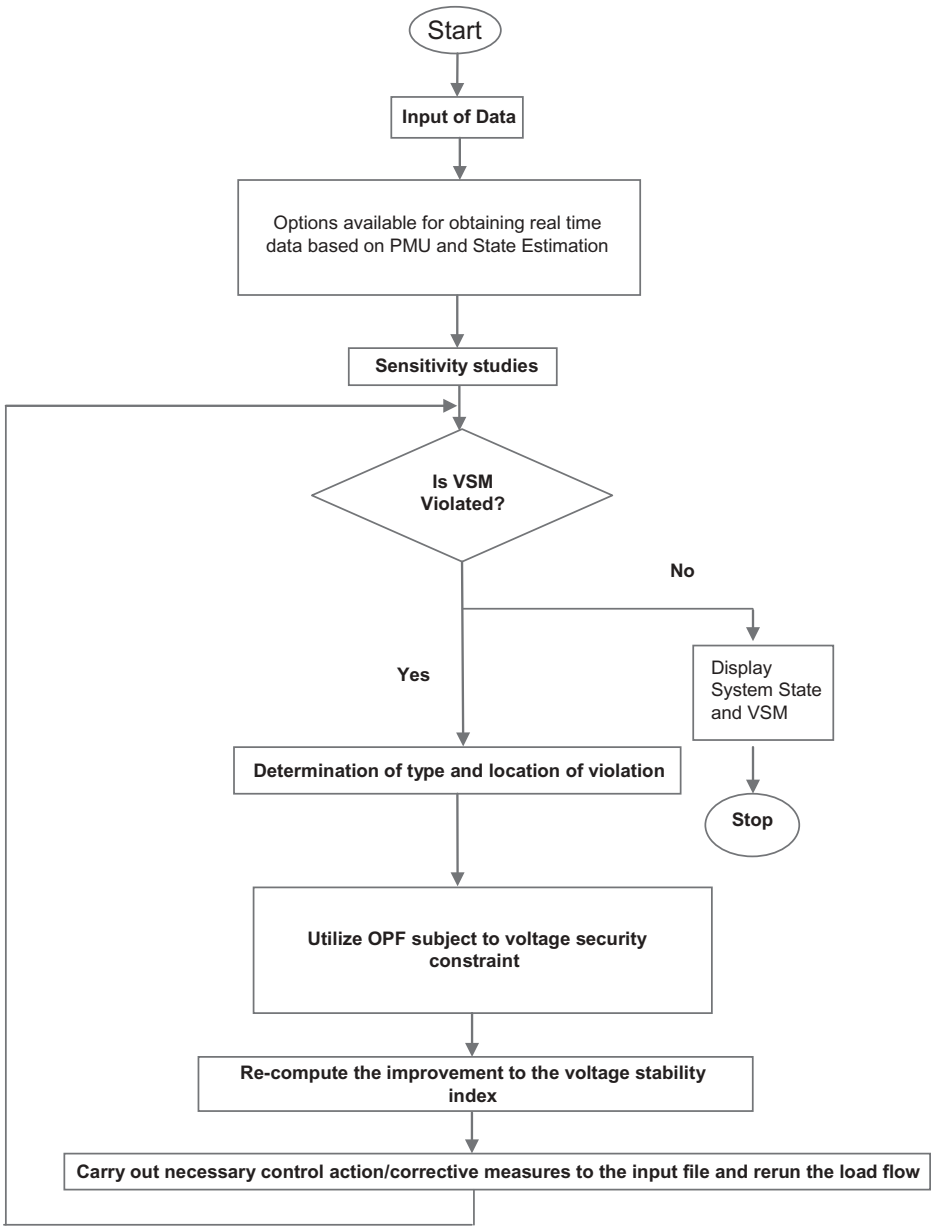 Start
Input of Data
Options available for obtaining real time
data based on PMU and State Estimation
Sensitivity studies
Is VSM
Violated?
No
Yes
Display
System State
and VSM
Determination of type and location of violation
Stop
Utilize OPF subject to voltage security
constraint
Re-compute the improvement to the voltage stability
index
Carry out necessary control action/corrective measures to the input file and rerun the load flow